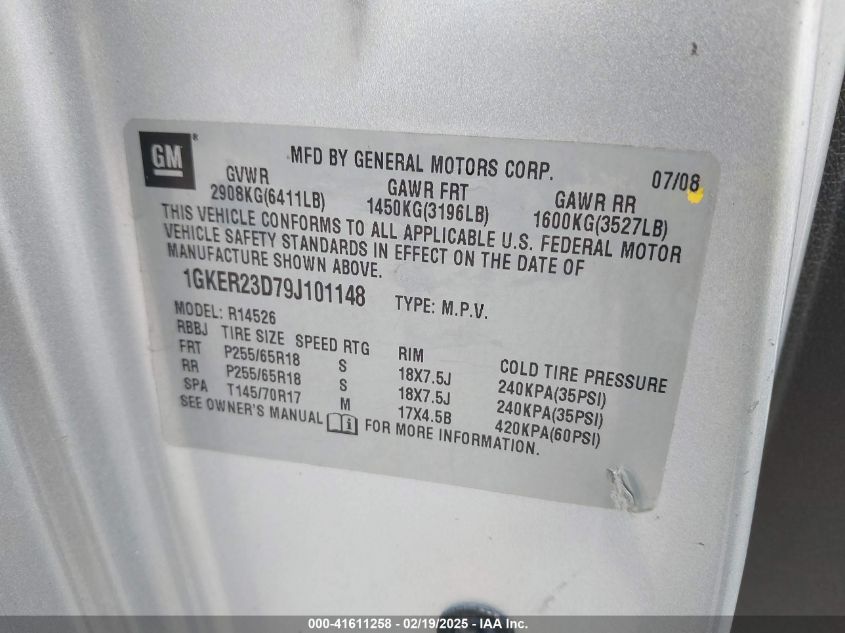 GM®
MFD BY GENERAL MOTORS CORP.
07/08
GVWR GAWR FRT GAWR RR
2908KG(6411LB) 1450KG(3196LB) 1600KG(3527LB)
THIS VEHICLE CONFORMS TO ALL APPLICABLE U.S. FEDERAL MOTOR
VEHICLE SAFETY STANDARDS IN EFFECT ON THE DATE OF
MANUFACTURE SHOWN ABOVE.
1GKER23D79J101148 TYPE: M.P.V.
MODEL: R14526
RBBJ TIRE SIZE SPEED RTG RIM COLD TIRE PRESSURE
FRT P255/65R18 S 18X7.5J 240KPA(35PSI)
RR P255/65R18 S 18X7.5J 240KPA(35PSI)
SPA T145/70R17 M 17X4.5B 420KPA(60PSI)
SEE OWNER'S MANUAL FOR MORE INFORMATION.
000-41611258 - 02/19/2025 - IAA Inc.